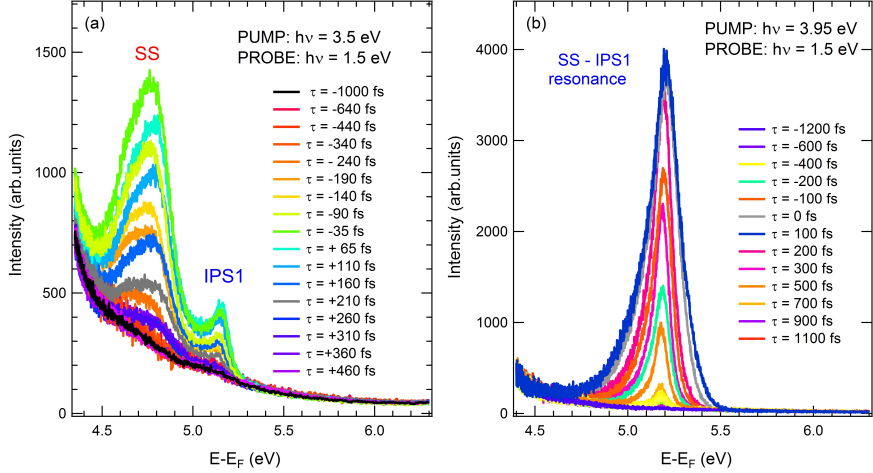 (a)
PUMP: hν = 3.5 eV
PROBE: hν = 1.5 eV
SS
IPS1
τ = -1000 fs
τ = -640 fs
τ = -440 fs
τ = -340 fs
τ = - 240 fs
τ = -190 fs
τ = -140 fs
τ = -90 fs
τ = -35 fs
τ = + 65 fs
τ = +110 fs
τ = +160 fs
τ = +210 fs
τ = +260 fs
τ = +310 fs
τ = +360 fs
τ = +460 fs
Intensity (arb.units)
1500
1000
500
0
4.5
5.0
5.5
6.0
E-E_F (eV)
(b)
PUMP: hν = 3.95 eV
PROBE: hν = 1.5 eV
SS - IPS1
resonance
τ = -1200 fs
τ = -600 fs
τ = -400 fs
τ = -200 fs
τ = -100 fs
τ = 0 fs
τ = 100 fs
τ = 200 fs
τ = 300 fs
τ = 500 fs
τ = 700 fs
τ = 900 fs
τ = 1100 fs
Intensity (arb.units)
4000
3000
2000
1000
0
4.5
5.0
5.5
6.0
E-E_F (eV)